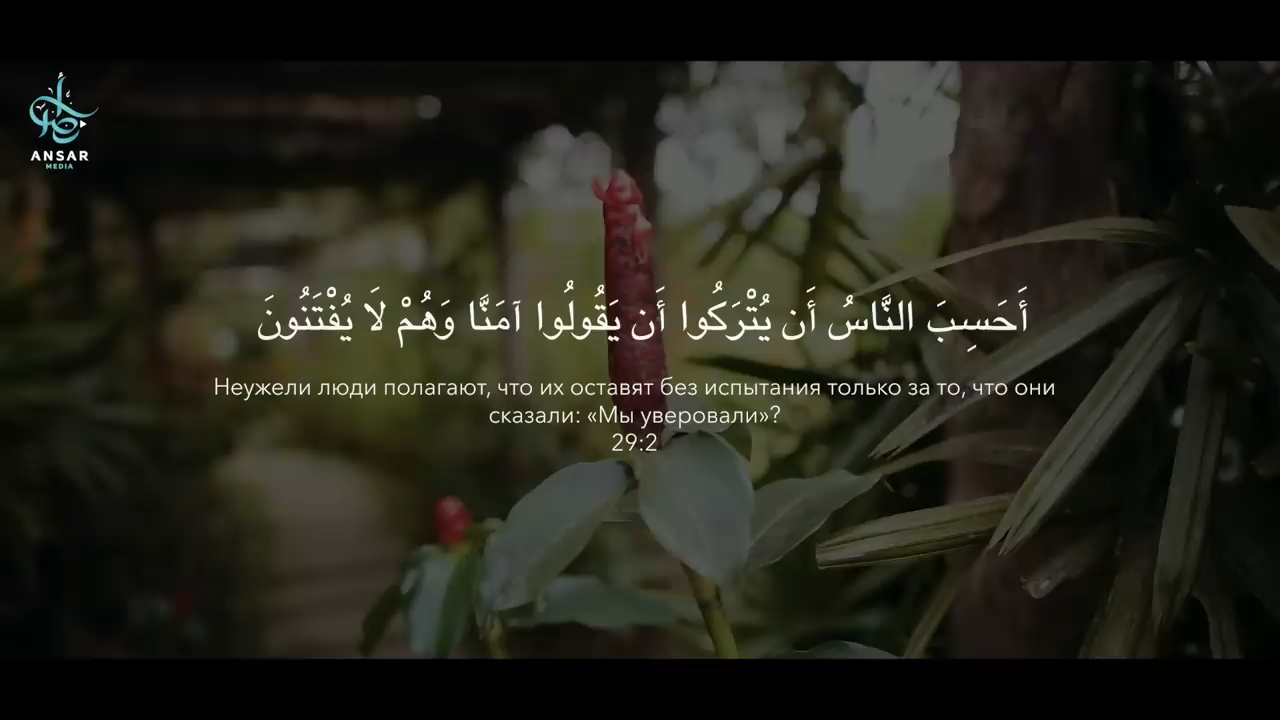 ANSAR
MEDIA
أَحَسِبَ النَّاسُ أَن يُتْرَكُوا أَن يَقُولُوا آمَنَّا وَهُمْ لَا يُفْتَنُونَ
Неужели люди полагают, что их оставят без испытания только за то, что они
сказали: «Мы уверовали»?
29:2